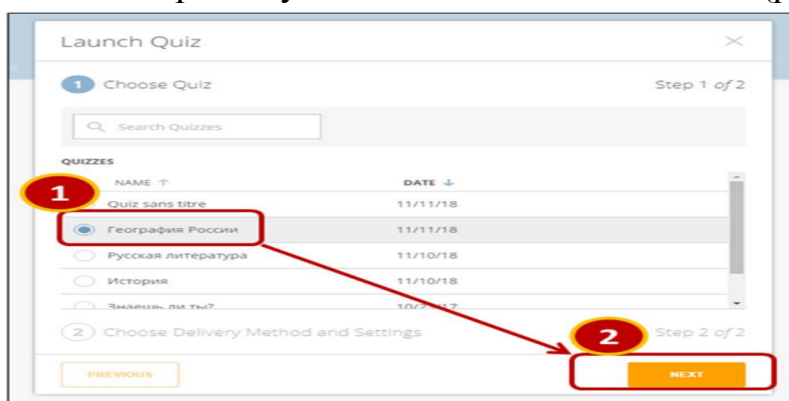 Launch Quiz
1 Choose Quiz Step 1 of 2
Search Quizzes
QUIZZES
NAME ↑ DATE ↓
1
Quiz sans titre 11/11/18
География России 11/11/18
Русская литература 11/10/18
История 11/10/18
Знаешь ли ты?
2 Choose Delivery Method and Settings Step 2 of 2
2
PREVIOUS NEXT